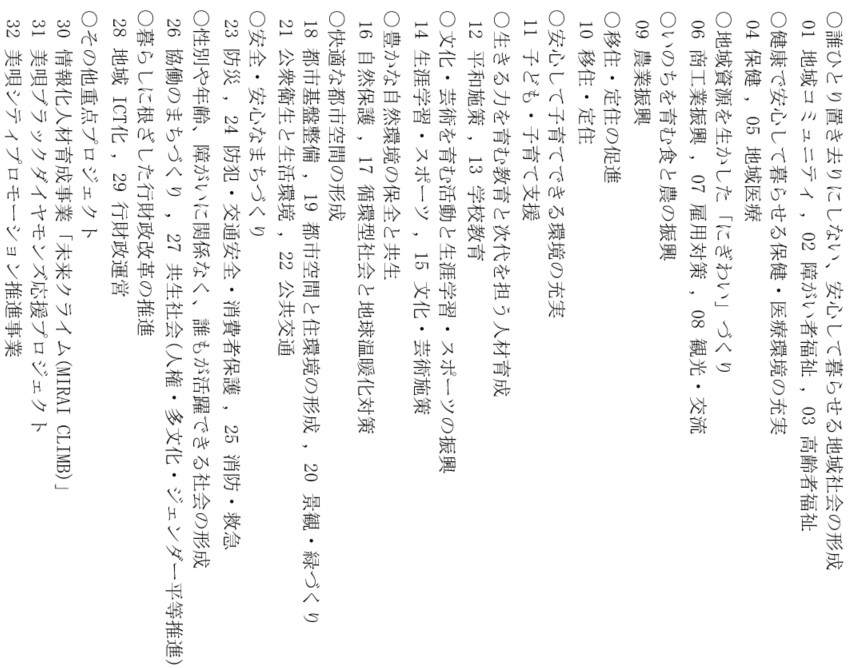 ○誰ひとり置き去りにしない、安心して暮らせる地域社会の形成
01 地域コミュニティ, 02 障がい者福祉, 03 高齢者福祉
○健康で安心して暮らせる保健・医療環境の充実
04 保健, 05 地域医療
○地域資源を生かした「にぎわい」づくり
06 商工業振興, 07 雇用対策, 08 観光・交流
○いのちを育む食と農の振興
09 農業振興
○移住・定住の促進
10 移住・定住
○安心して子育てできる環境の充実
11 子ども・子育て支援
○生きる力を育む教育と次代を担う人材育成
12 平和施策, 13 学校教育
○文化・芸術を育む活動と生涯学習・スポーツの振興
14 生涯学習・スポーツ, 15 文化・芸術施策
○豊かな自然環境の保全と共生
16 自然保護, 17 循環型社会と地球温暖化対策
○快適な都市空間の形成
18 都市基盤整備, 19 都市空間と住環境の形成, 20 景観・緑づくり
21 公衆衛生と生活環境, 22 公共交通
○安全・安心なまちづくり
23 防災, 24 防犯・交通安全・消費者保護, 25 消防・救急
○性別や年齢、障がいに関係なく、誰もが活躍できる社会の形成
26 協働のまちづくり, 27 共生社会(人権・多文化・ジェンダー平等推進)
○暮らしに根ざした行財政改革の推進
28 地域 ICT化, 29 行財政運営
○その他重点プロジェクト
30 情報化人材育成事業「未来クライム(MIRAI CLIMB)」
31 美唄ブラックダイヤモンズ応援プロジェクト
32 美唄シティプロモーション推進事業